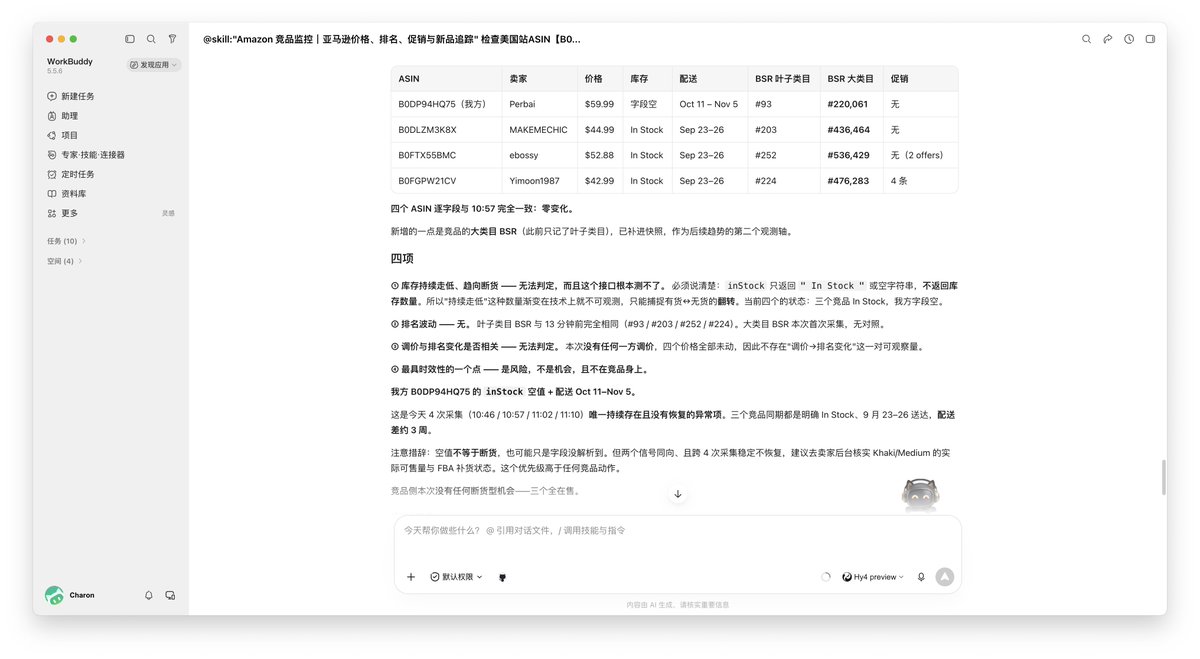 @skill:"Amazon 竞品监控｜亚马逊价格、排名、促销与新品追踪" 检查美国站ASIN【B0...
WorkBuddy
5.5.6
发现应用
新建任务
助理
项目
专家·技能·连接器
定时任务
资料库
更多
灵感
任务 (10)
空间 (4)
Charon
ASIN 卖家 价格 库存 配送 BSR 叶子类目 BSR 大类目 促销
B0DP94HQ75（我方） Perbai $59.99 字段空 Oct 11 – Nov 5 #93 #220,061 无
B0DLZM3K8X MAKEMECHIC $44.99 In Stock Sep 23–26 #203 #436,464 无
B0FTX55BMC ebossy $52.88 In Stock Sep 23–26 #252 #536,429 无（2 offers）
B0FGPW21CV Yimoon1987 $42.99 In Stock Sep 23–26 #224 #476,283 4 条
四个 ASIN 逐字段与 10:57 完全一致：零变化。
新增的一点是竞品的大类目 BSR（此前只记了叶子类目），已补进快照，作为后续趋势的第二个观测轴。
四项
① 库存持续走低、趋向断货 —— 无法判定，而且这个接口根本测不了。 必须说清楚： inStock 只返回 " In Stock " 或空字符串，不返回库
存数量。所以"持续走低"这种数量渐变在技术上就不可观测，只能捕捉有货↔无货的翻转。当前四个的状态：三个竞品 In Stock，我方字段空。
② 排名波动 —— 无。 叶子类目 BSR 与 13 分钟前完全相同（#93 / #203 / #252 / #224）。大类目 BSR 本次首次采集，无对照。
③ 调价与排名变化是否相关 —— 无法判定。 本次没有任何一方调价，四个价格全部未动，因此不存在"调价→排名变化"这一对可观察量。
④ 最具时效性的一个点 —— 是风险，不是机会，且不在竞品身上。
我方 B0DP94HQ75 的 inStock 空值 + 配送 Oct 11–Nov 5。
这是今天 4 次采集（10:46 / 10:57 / 11:02 / 11:10）唯一持续存在且没有恢复的异常项。三个竞品同期都是明确 In Stock、9 月 23–26 送达，配送
差约 3 周。
注意措辞：空值不等于断货，也可能只是字段没解析到。但两个信号同向、且跨 4 次采集稳定不恢复，建议去卖家后台核实 Khaki/Medium 的实
际可售量与 FBA 补货状态。这个优先级高于任何竞品动作。
竞品侧本次没有任何断货型机会——三个全在售。
今天帮你做些什么？ @ 引用对话文件，/ 调用技能与指令
默认权限
Hy4 preview
内容由 AI 生成，请核实重要信息